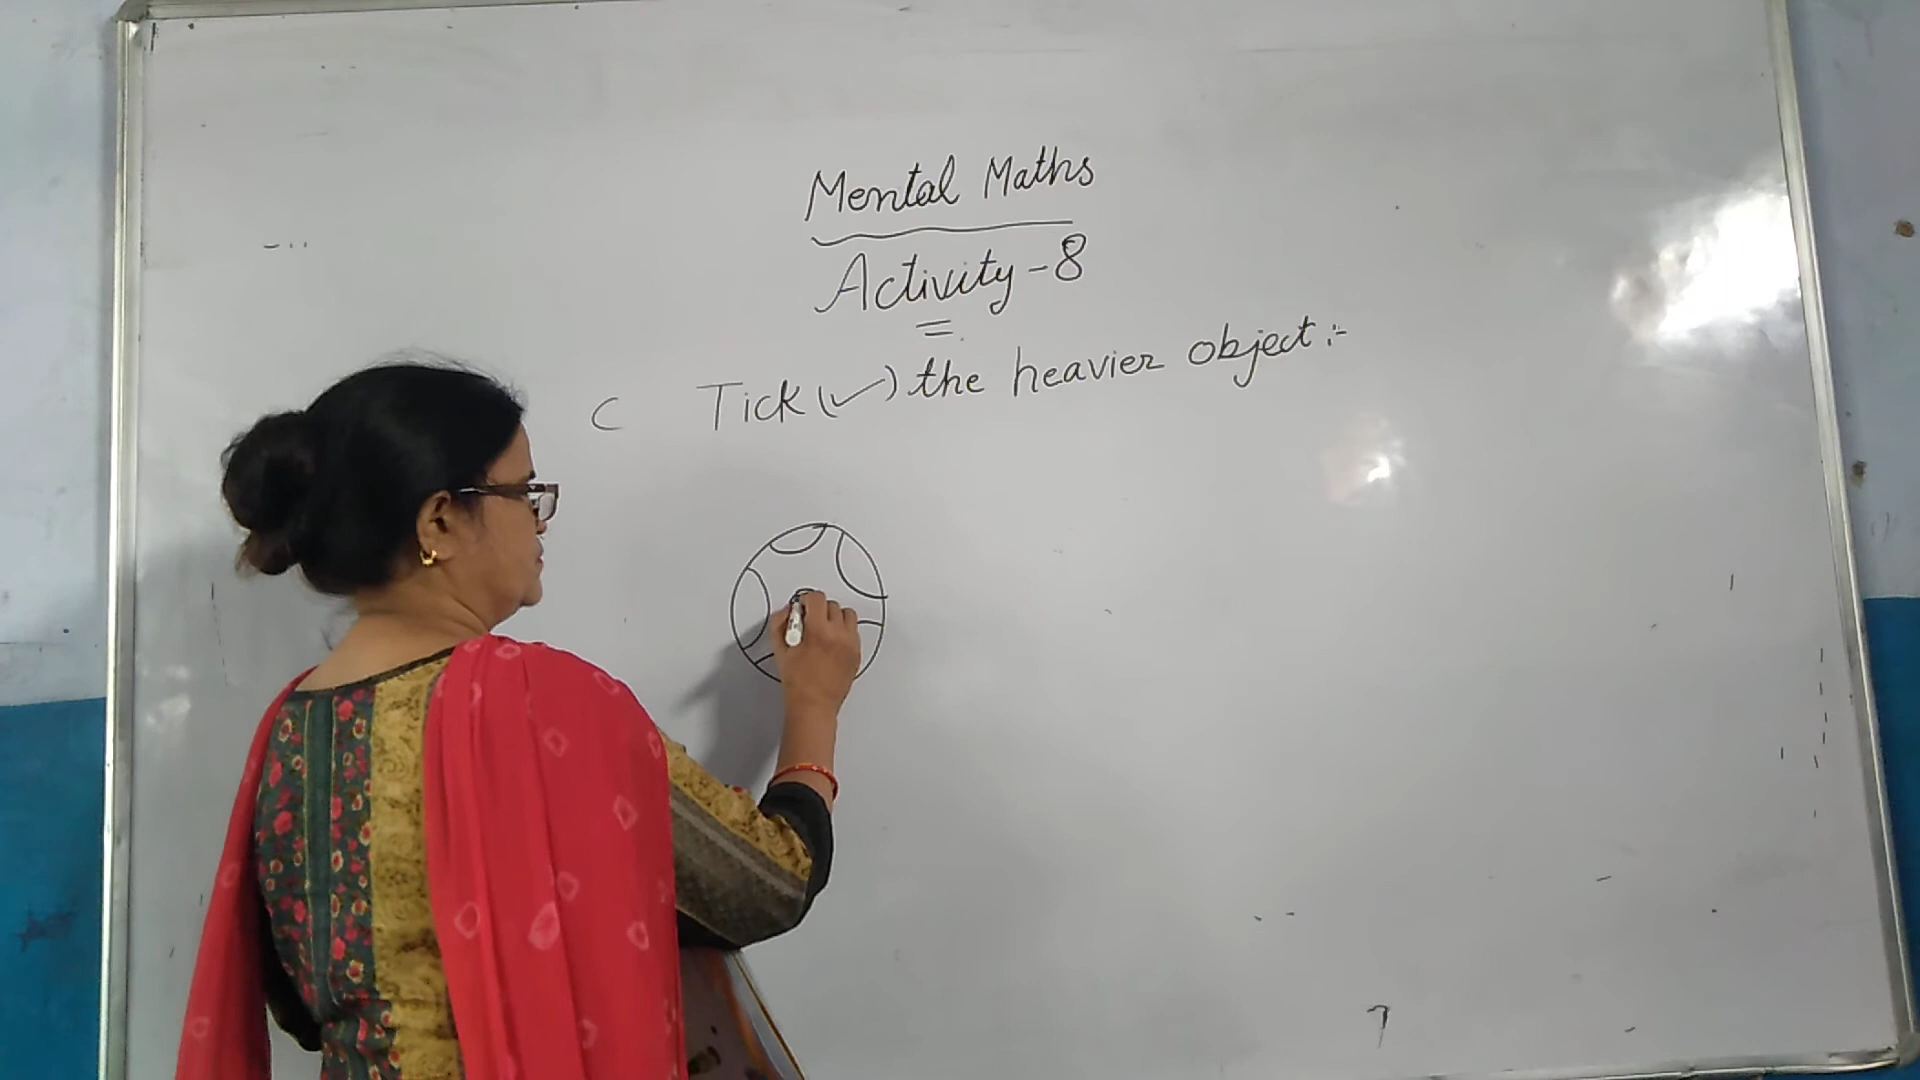 Mental Maths
Activity-8
C Tick (✓) the heavier object :-